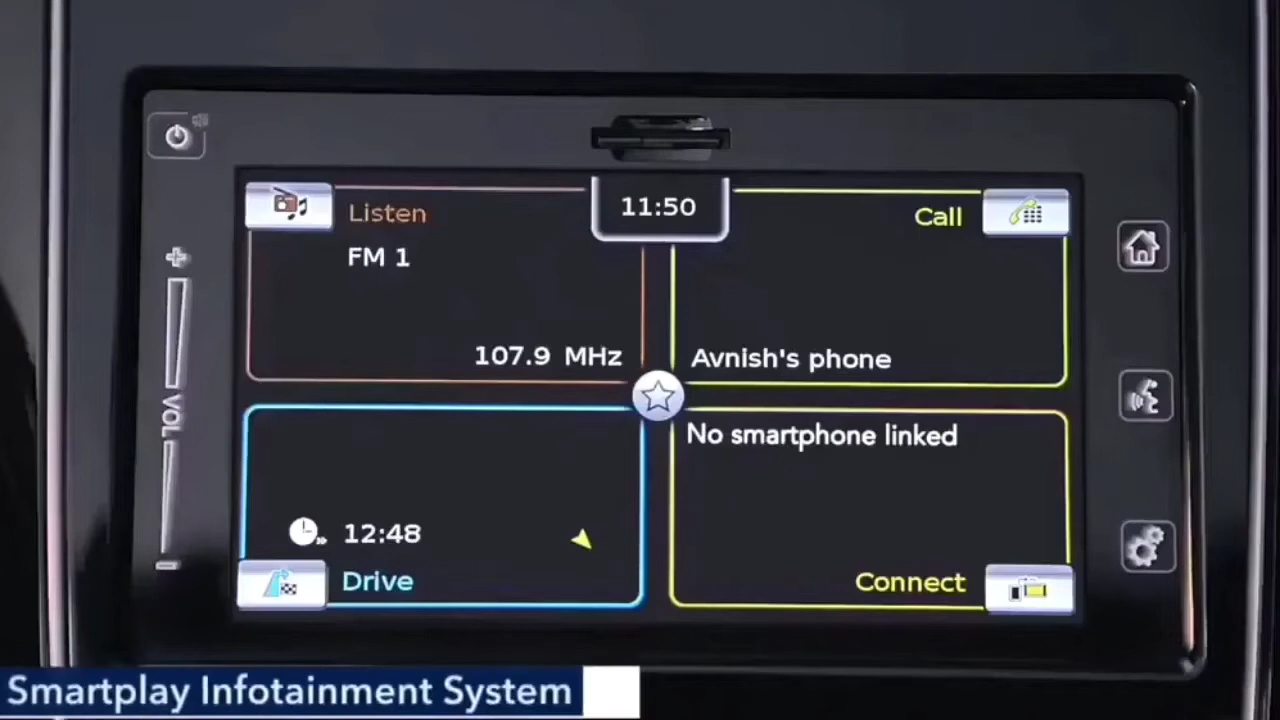 11:50
Listen
FM 1
107.9 MHz
Call
Avnish's phone
VOL
12:48
Drive
No smartphone linked
Connect
Smartplay Infotainment System